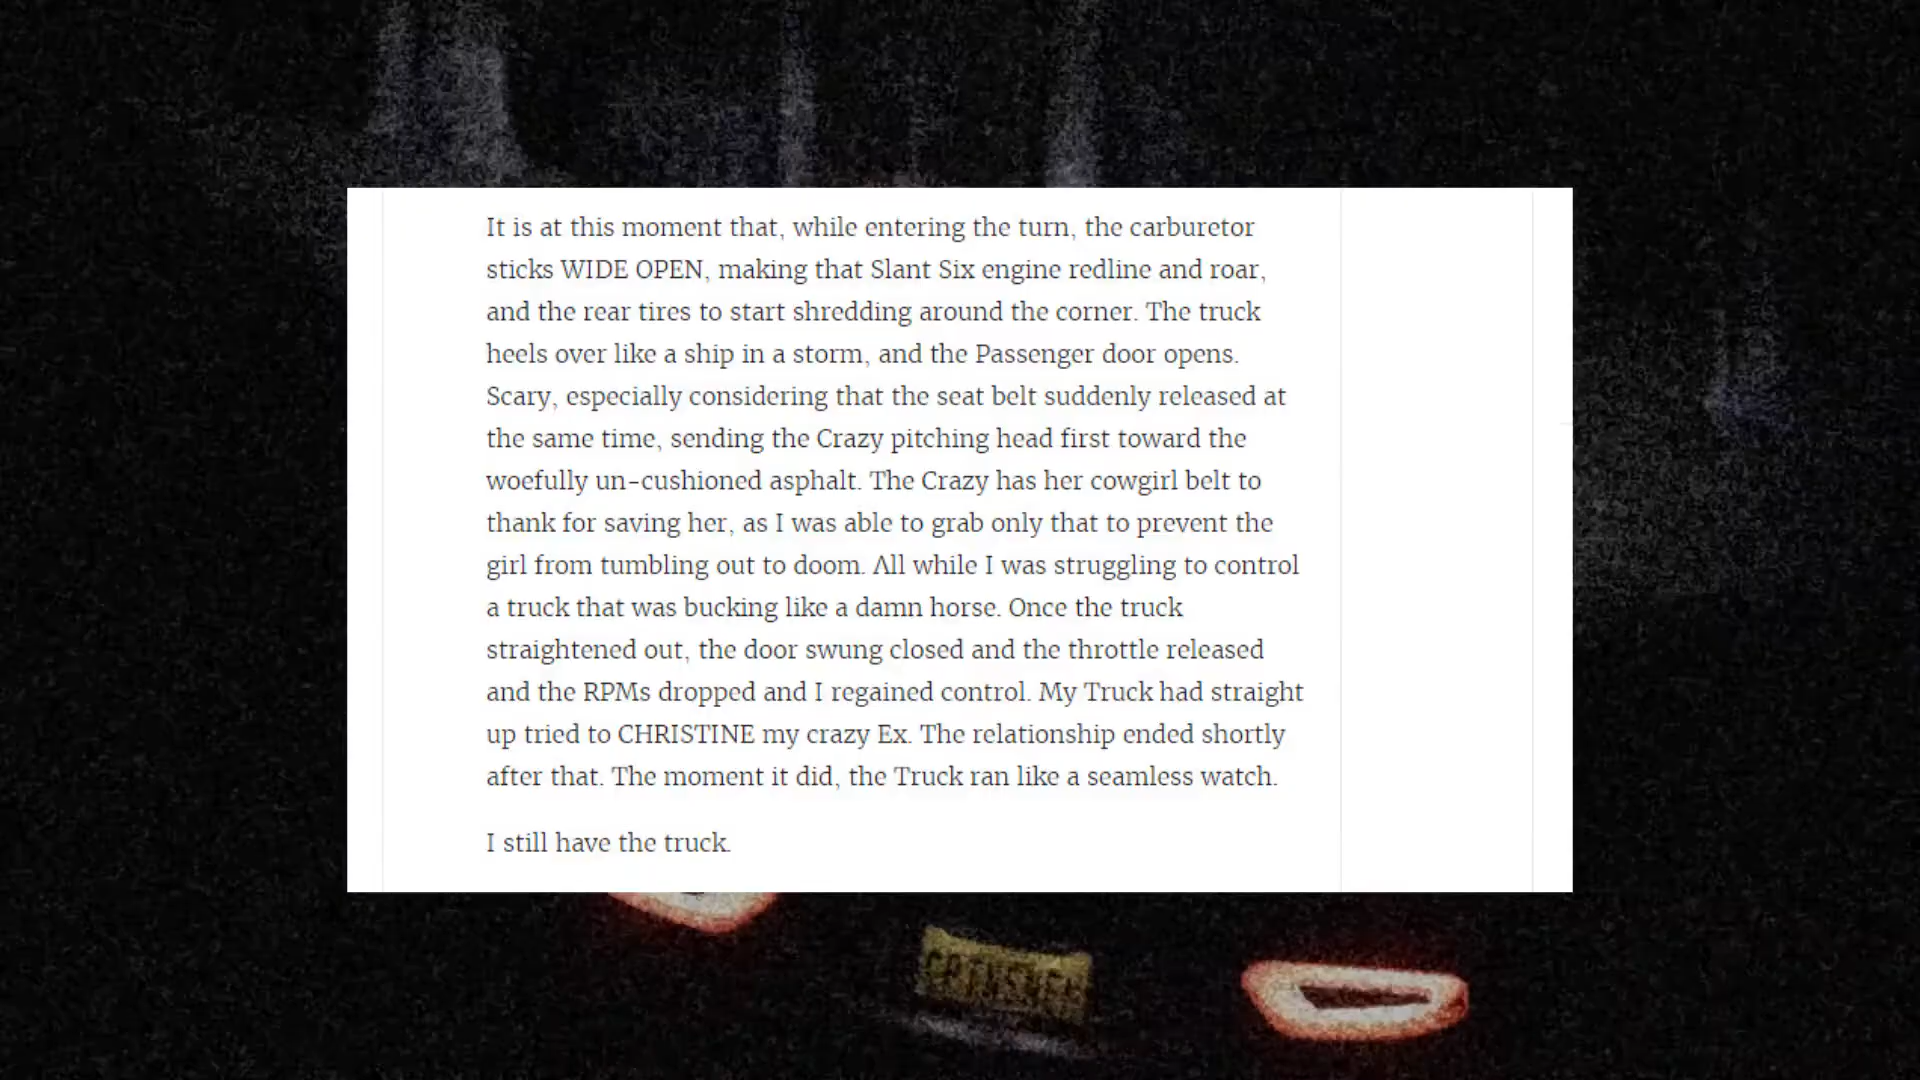 It is at this moment that, while entering the turn, the carburetor
sticks WIDE OPEN, making that Slant Six engine redline and roar,
and the rear tires to start shredding around the corner. The truck
heels over like a ship in a storm, and the Passenger door opens.
Scary, especially considering that the seat belt suddenly released at
the same time, sending the Crazy pitching head first toward the
woefully un-cushioned asphalt. The Crazy has her cowgirl belt to
thank for saving her, as I was able to grab only that to prevent the
girl from tumbling out to doom. All while I was struggling to control
a truck that was bucking like a damn horse. Once the truck
straightened out, the door swung closed and the throttle released
and the RPMs dropped and I regained control. My Truck had straight
up tried to CHRISTINE my crazy Ex. The relationship ended shortly
after that. The moment it did, the Truck ran like a seamless watch.
I still have the truck.